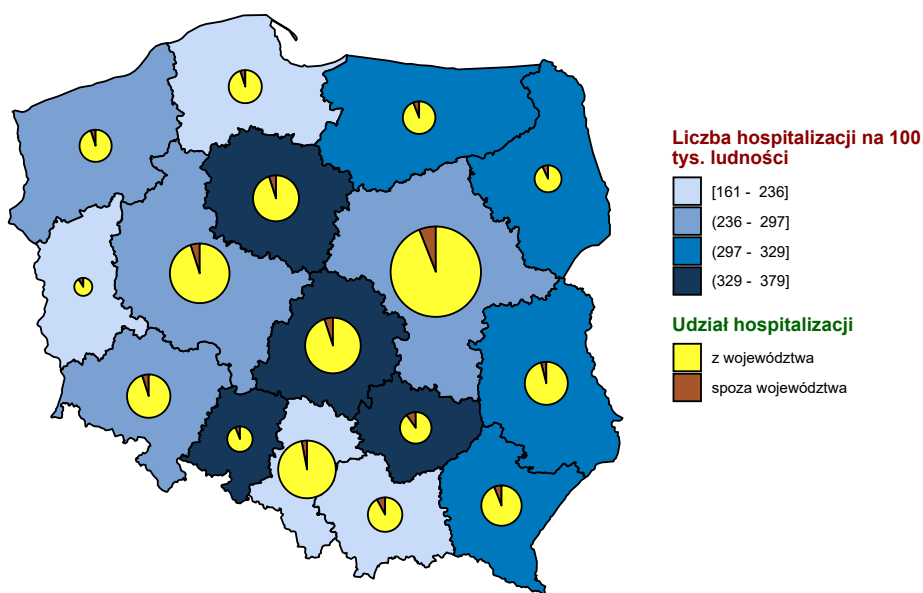 Liczba hospitalizacji na 100
tys. ludności
[161 - 236]
(236 - 297]
(297 - 329]
(329 - 379]
Udział hospitalizacji
z województwa
spoza województwa